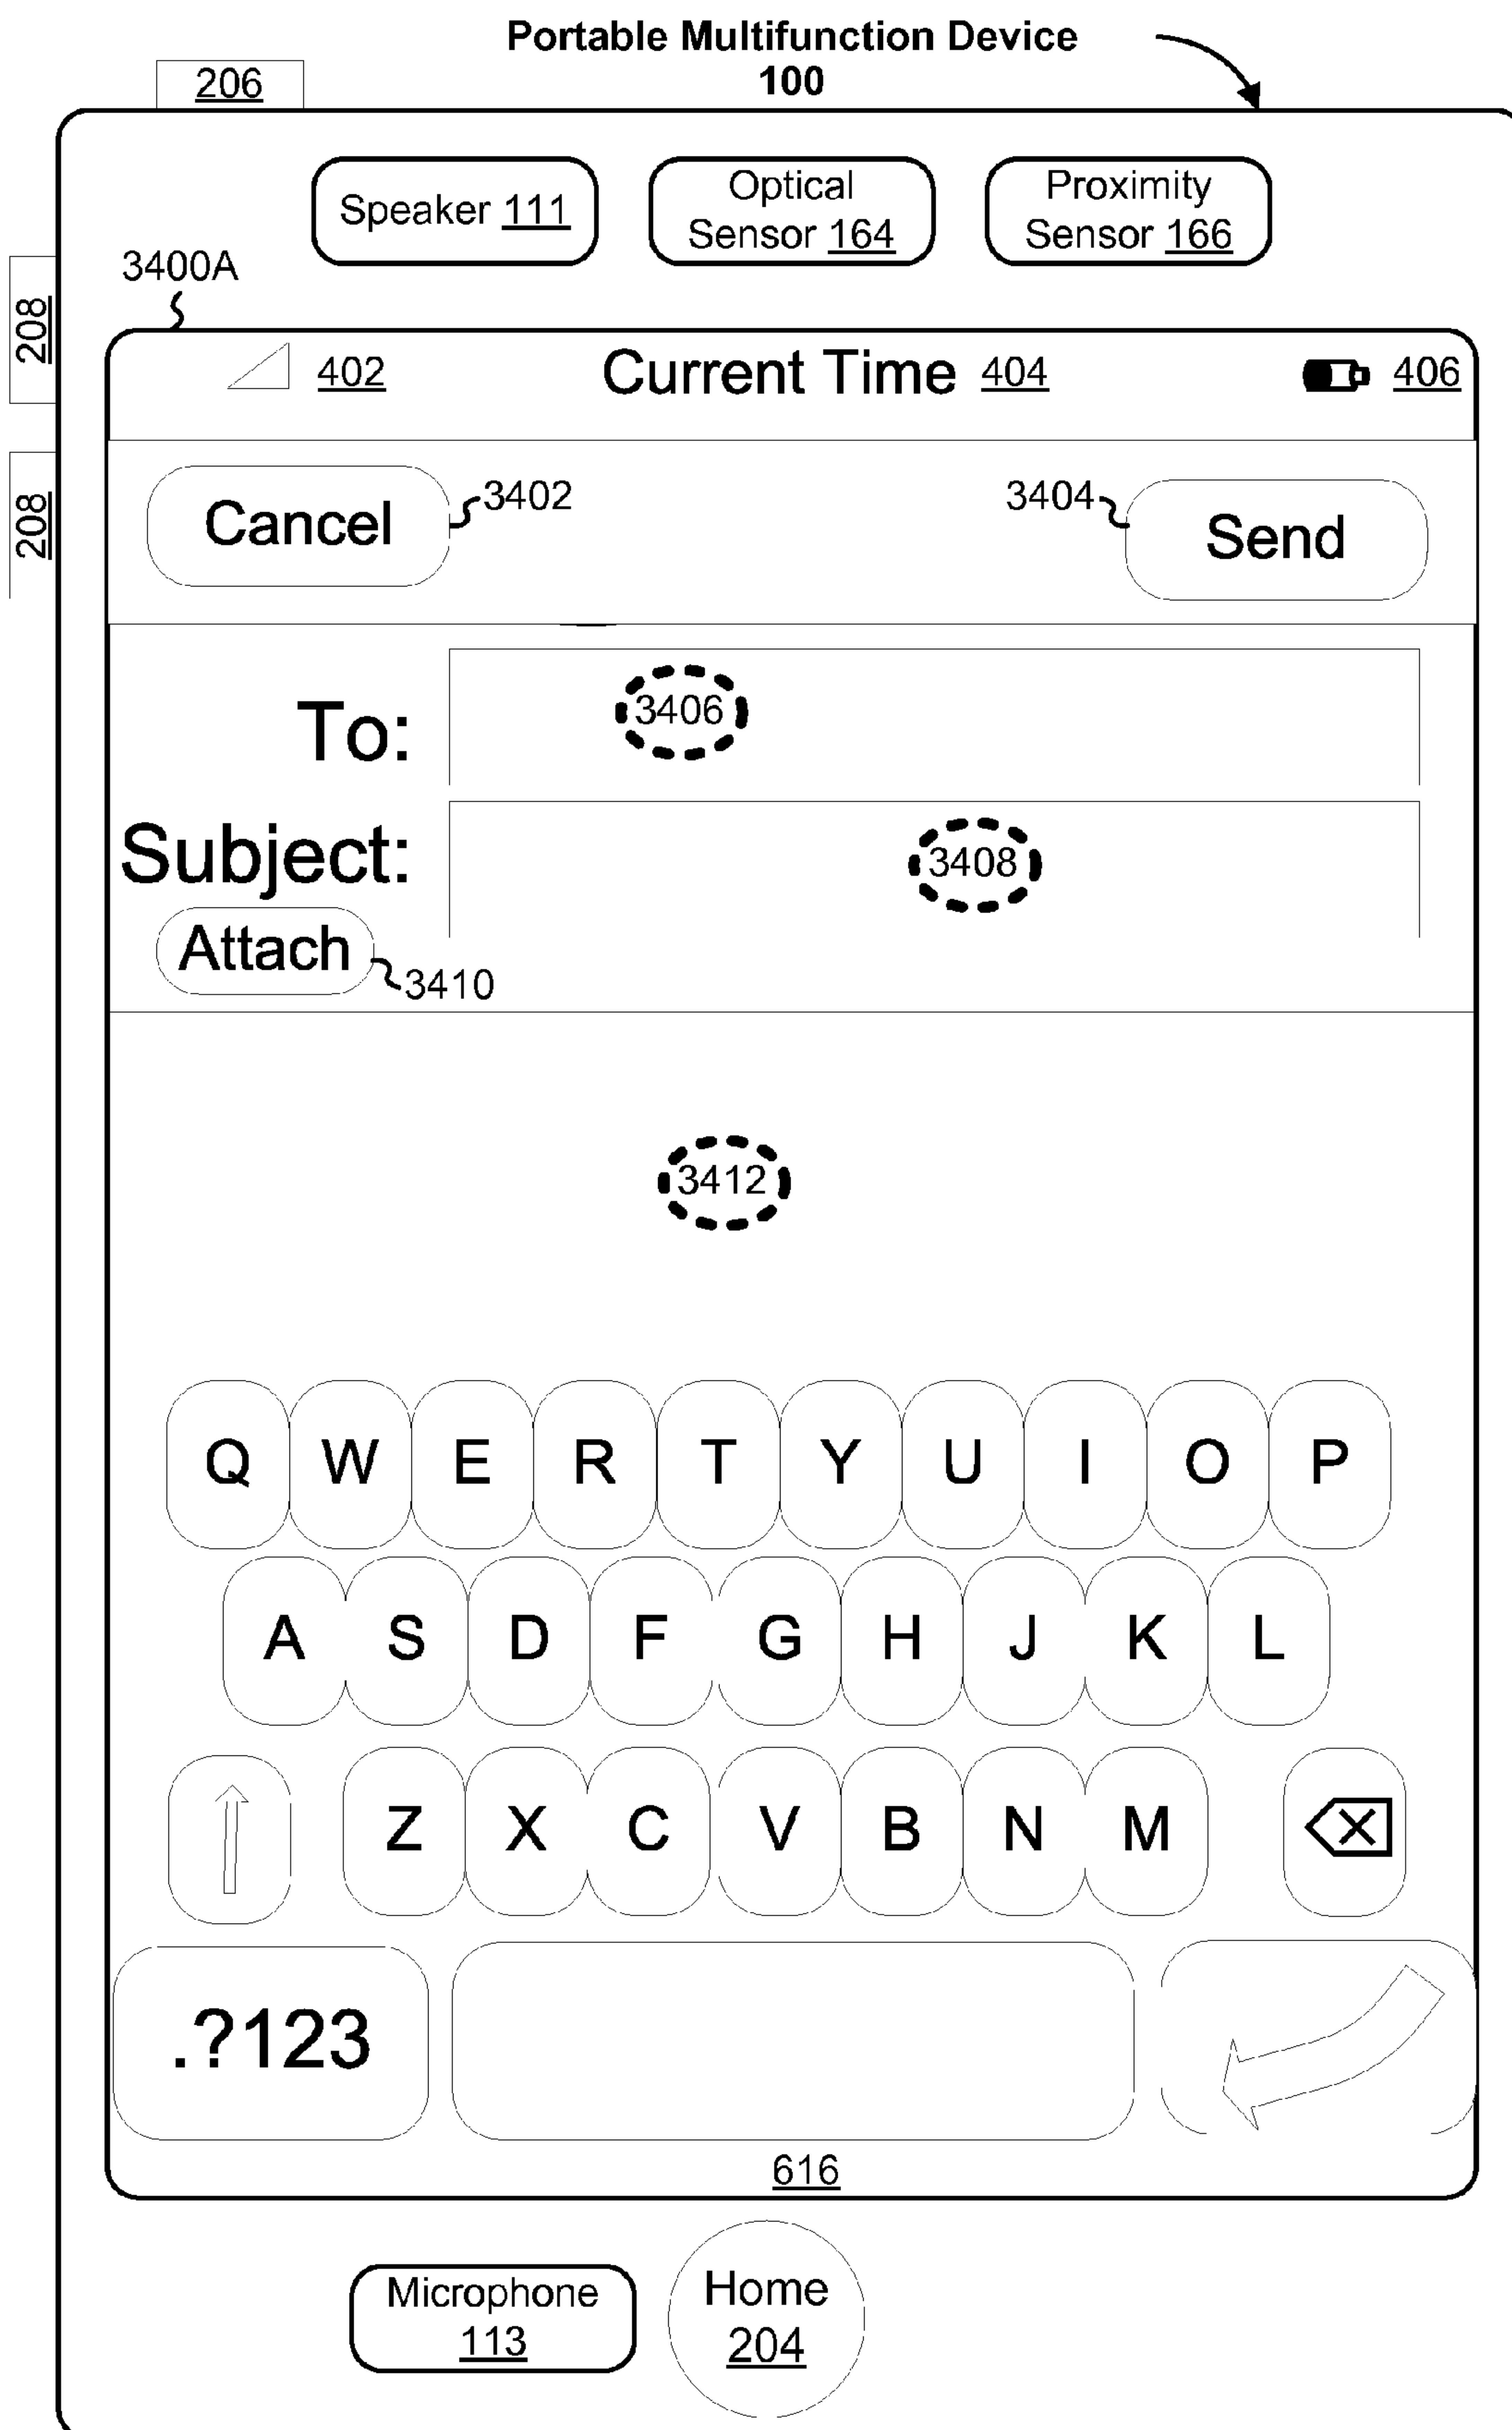 Portable Multifunction Device
100
206
Speaker 111
Optical
Sensor 164
Proximity
Sensor 166
3400A
208
402
Current Time 404
406
208
Cancel
3402
3404
Send
To:
3406
Subject:
3408
Attach
3410
3412
Q W E R T Y U I O P
A S D F G H J K L
Z X C V B N M
.?123
616
Microphone
113
Home
204